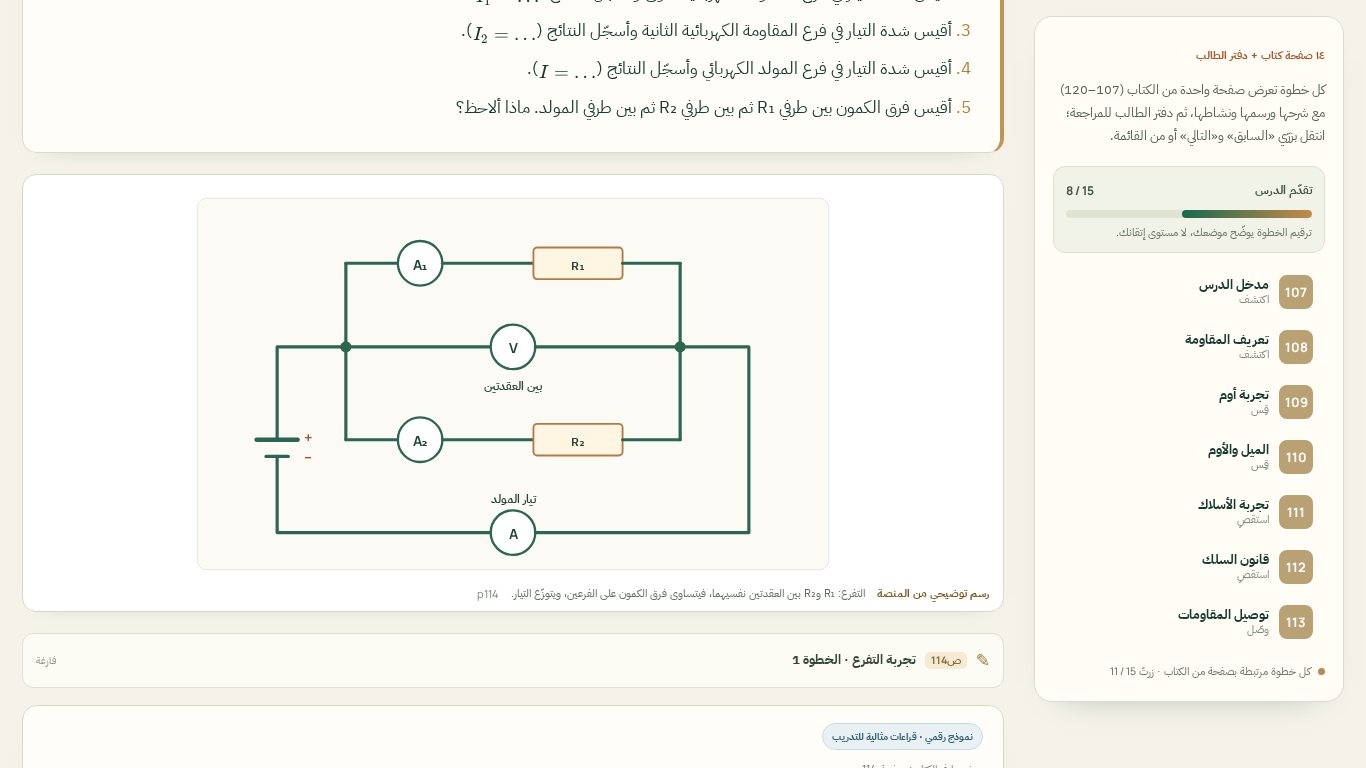 3. أقيس شدة التيار في فرع المقاومة الكهربائية الثانية وأسجّل النتائج (I₂ = …).
4. أقيس شدة التيار في فرع المولد الكهربائي وأسجّل النتائج (I = …).
5. أقيس فرق الكمون بين طرفي R₁ ثم بين طرفي R₂ ثم بين طرفي المولد. ماذا ألاحظ؟
A₁
R₁
V
بين العقدتين
A₂
R₂
+
−
تيار المولد
A
رسم توضيحي من المنصة التفرع: R₁ وR₂ بين العقدتين نفسيهما، فيتساوى فرق الكمون على الفرعين، ويتوزّع التيار. p114
✎ ص114 تجربة التفرع · الخطوة 1 فارغة
نموذج رقمي · قراءات مثالية للتدريب
١٤ صفحة كتاب + دفتر الطالب
كل خطوة تعرض صفحة واحدة من الكتاب (107–120)
مع شرحها ورسمها ونشاطها، ثم دفتر الطالب للمراجعة؛
انتقل بزرّي «السابق» و«التالي» أو من القائمة.
تقدّم الدرس 8 / 15
ترقيم الخطوة يوضّح موضعك، لا مستوى إتقانك.
107 مدخل الدرس
اكتشف
108 تعريف المقاومة
اكتشف
109 تجربة أوم
قِس
110 الميل والأوم
قِس
111 تجربة الأسلاك
استقصِ
112 قانون السلك
استقصِ
113 توصيل المقاومات
وصّل
كل خطوة مرتبطة بصفحة من الكتاب · زرتَ 15 / 11